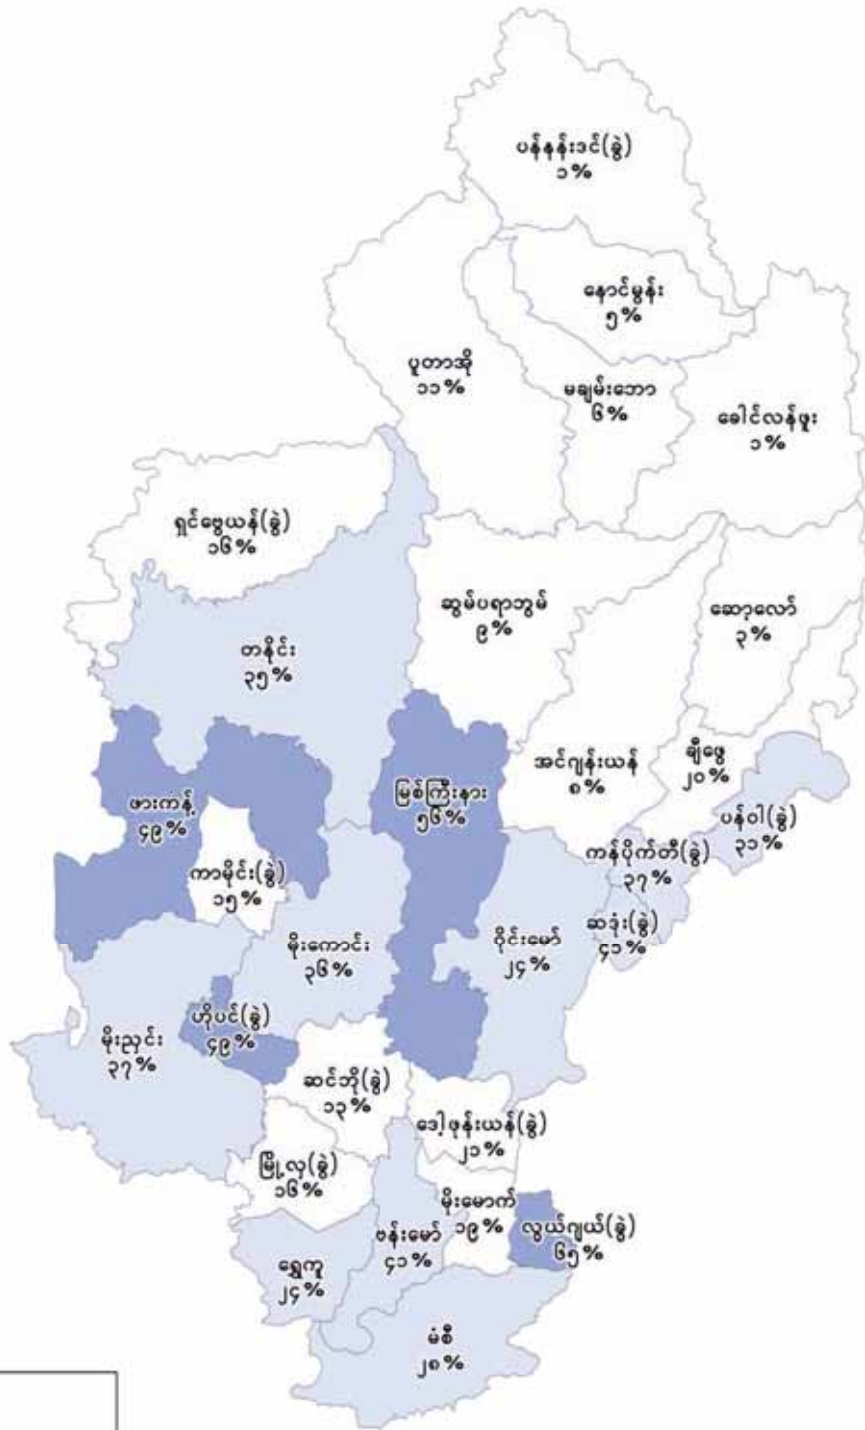 ပန်နန်းဒင်(ခွဲ)
၁%
နောင်မွန်း
၅%
ပူတာအို
၁၁%
မချမ်းဘော
၆%
ခေါင်လန်ဖူး
၁%
ရှင်ဗွေယန်(ခွဲ)
၁၆%
ဆွမ်ပရာဘွမ်
၉%
ဆော့လော်
၃%
တနိုင်း
၃၅%
အင်ဂျန်းယန်
၈%
ချီဖွေ
၂၀%
ဖားကန့်
၄၉%
မြစ်ကြီးနား
၅၆%
ပန်ဝါ(ခွဲ)
၃၁%
ကန်ပိုက်တီ(ခွဲ)
၃၇%
ကာမိုင်း(ခွဲ)
၁၅%
ဆဒုံး(ခွဲ)
၄၁%
မိုးကောင်း
၃၆%
ဝိုင်းမော်
၂၄%
ဟိုပင်(ခွဲ)
၄၉%
မိုးညှင်း
၃၇%
ဆင်ဘို(ခွဲ)
၁၃%
ဒေါ့ဖုန်းယန်(ခွဲ)
၂၁%
မြို့လှ(ခွဲ)
၁၆%
မိုးမောက်
၁၉%
လွယ်ဂျယ်(ခွဲ)
၆၅%
ဗန်းမော်
၄၁%
ရွှေကူ
၂၄%
မံစီ
၂၈%